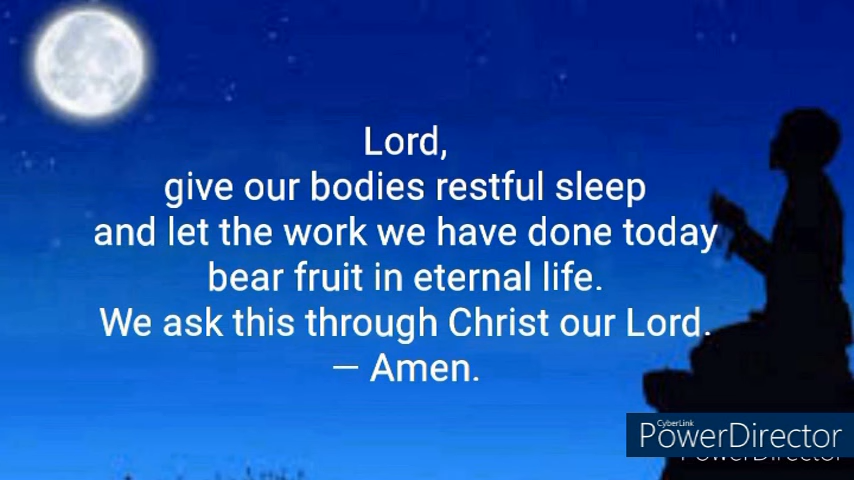 Lord,
give our bodies restful sleep
and let the work we have done today
bear fruit in eternal life.
We ask this through Christ our Lord.
— Amen.
CyberLink
PowerDirector
PowerDirector